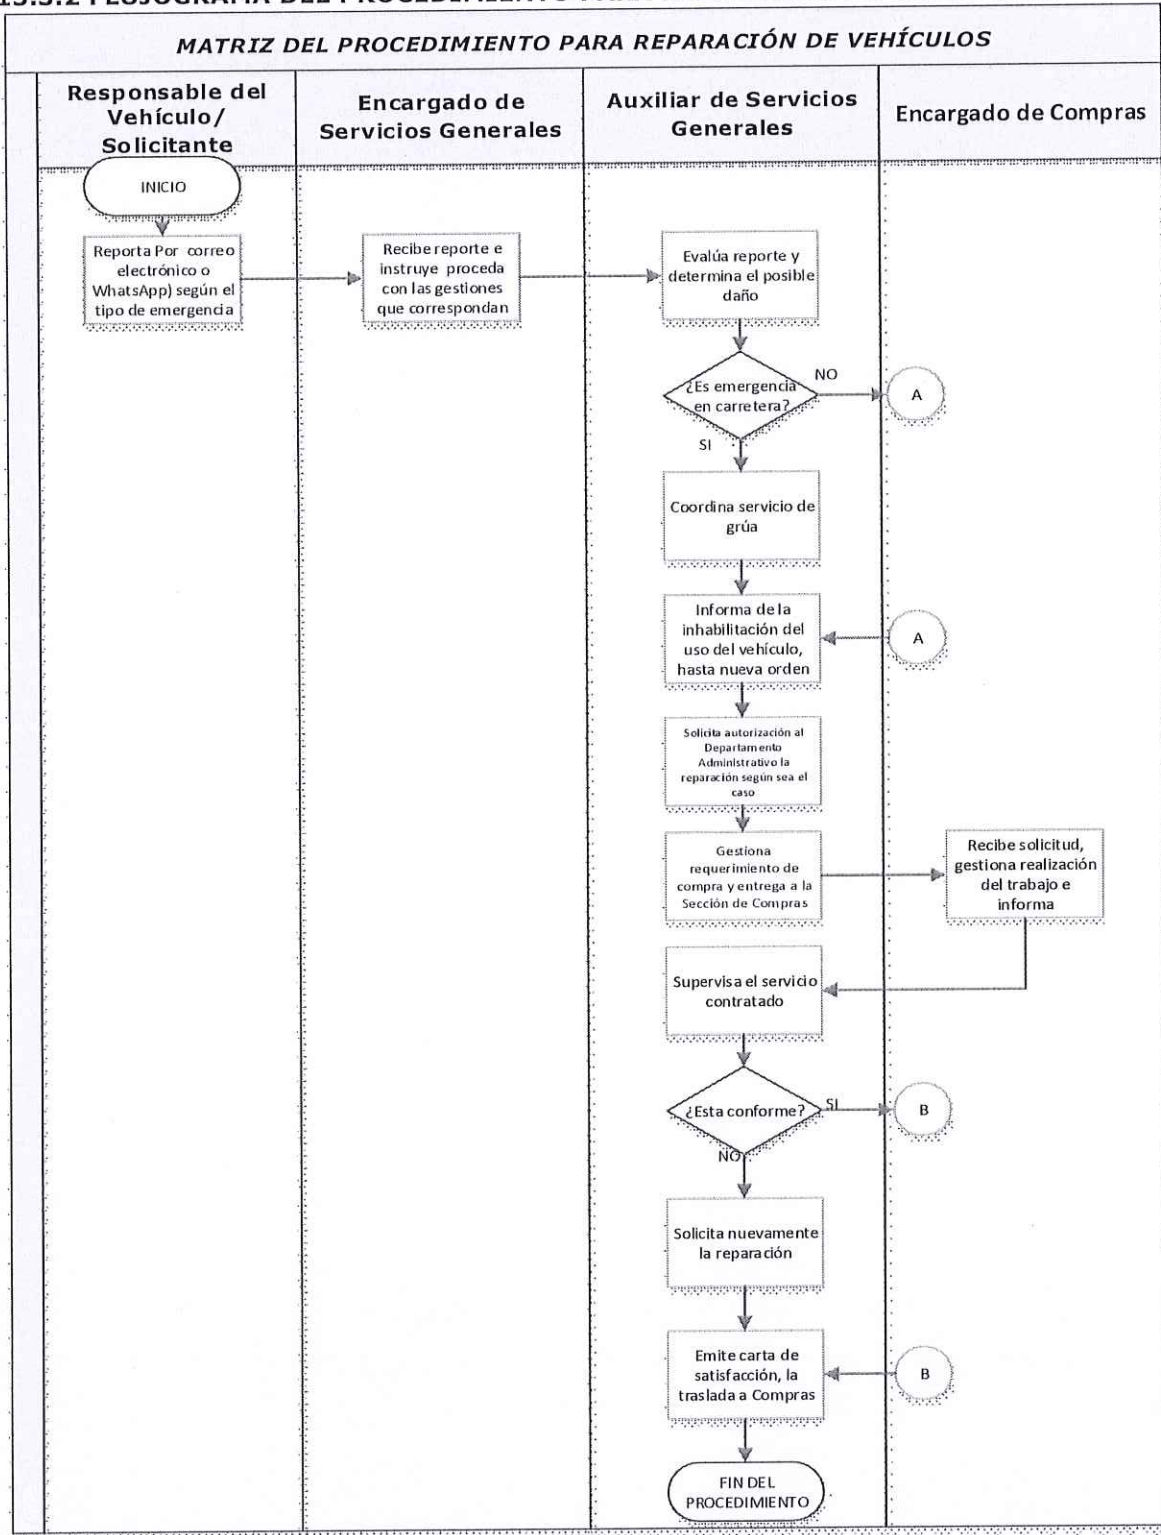 MATRIZ DEL PROCEDIMIENTO PARA REPARACIÓN DE VEHÍCULOS
Responsable del
Vehículo/
Solicitante
Encargado de
Servicios Generales
Auxiliar de Servicios
Generales
Encargado de Compras
INICIO
Reporta Por correo
electrónico o
WhatsApp) según el
tipo de emergencia
Recibe reporte e
instruye proceda
con las gestiones
que correspondan
Evalúa reporte y
determina el posible
daño
¿Es emergencia
en carretera?
NO
A
SI
Coordina servicio de
grúa
Informa de la
inhabilitación del
uso del vehículo,
hasta nueva orden
A
Solicita autorización al
Departamento
Administrativo la
reparación según sea el
caso
Gestiona
requerimiento de
compra y entrega a la
Sección de Compras
Recibe solicitud,
gestiona realización
del trabajo e
informa
Supervisa el servicio
contratado
¿Esta conforme?
SI
B
NO
Solicita nuevamente
la reparación
Emite carta de
satisfacción, la
traslada a Compras
B
FIN DEL
PROCEDIMIENTO